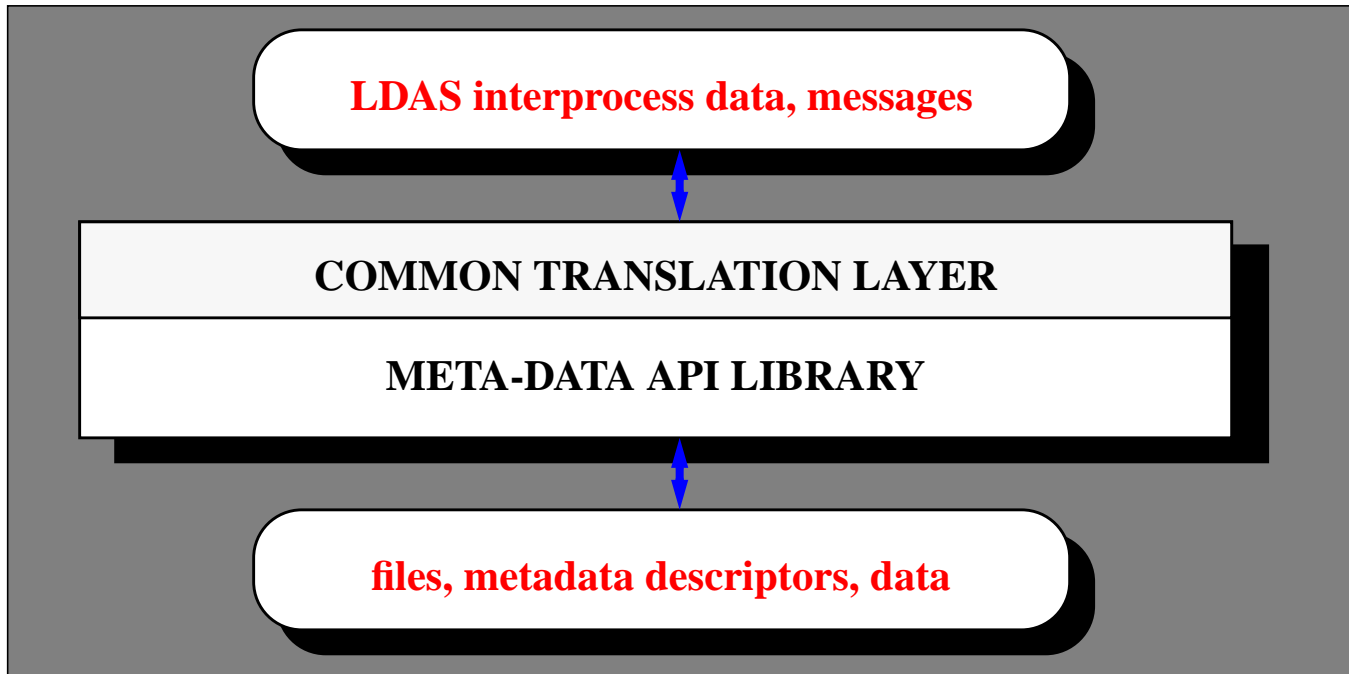 LDAS interprocess data, messages
COMMON TRANSLATION LAYER
META-DATA API LIBRARY
files, metadata descriptors, data